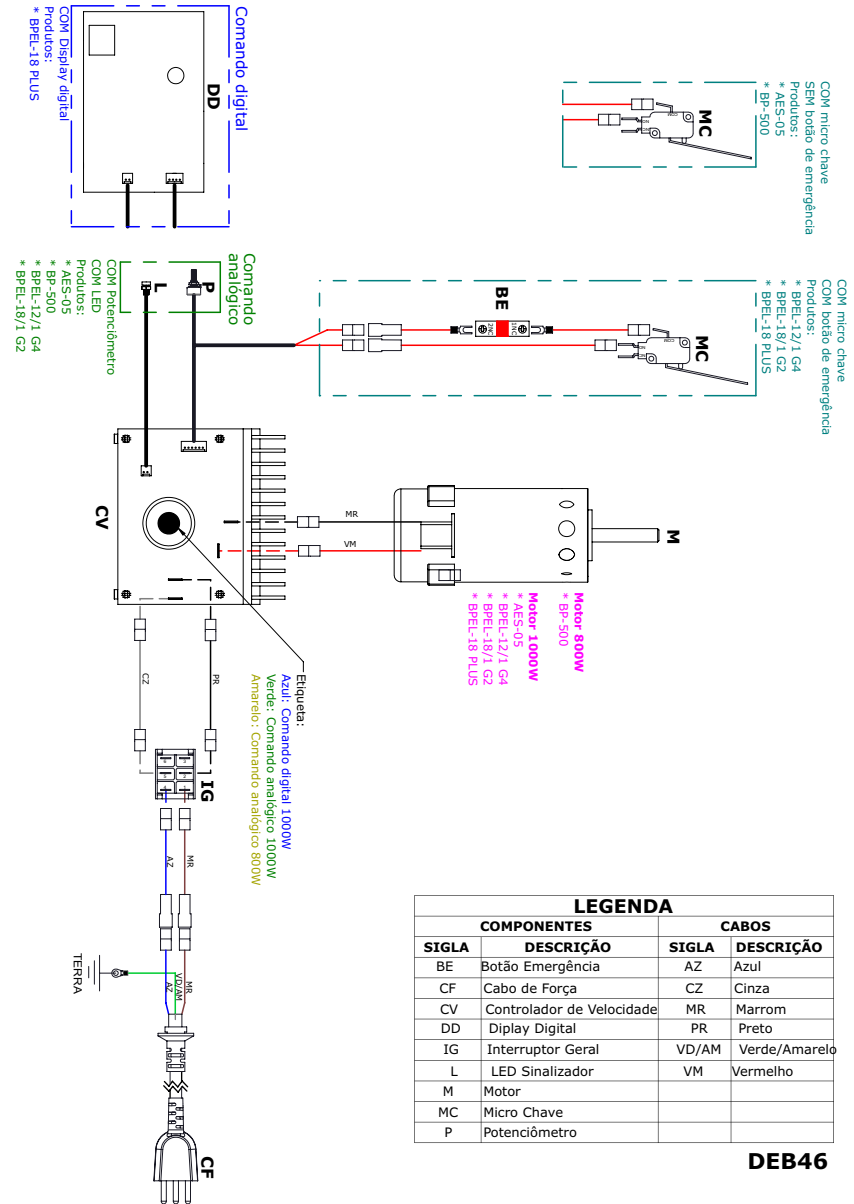 Comando digital
DD
COM Display digital
Produtos:
* BPEL-18 PLUS
COM micro chave
SEM botão de emergência
Produtos:
* AES-05
* BP-500
MC
COM
Comando
analógico
P
L
COM Potenciômetro
COM LED
Produtos:
* AES-05
* BP-500
* BPEL-12/1 G4
* BPEL-18/1 G2
COM micro chave
COM botão de emergência
Produtos:
* BPEL-12/1 G4
* BPEL-18/1 G2
* BPEL-18 PLUS
BE
MC
COM
CV
MR
VM
M
Motor 800W
* BP-500
Motor 1000W
* AES-05
* BPEL-12/1 G4
* BPEL-18/1 G2
* BPEL-18 PLUS
CZ
PR
Etiqueta:
Azul: Comando digital 1000W
Verde: Comando analógico 1000W
Amarelo: Comando analógico 800W
IG
AZ
MR
TERRA
AZ
VD/AM
MR
CF
LEGENDA
COMPONENTES CABOS
SIGLA DESCRIÇÃO SIGLA DESCRIÇÃO
BE Botão Emergência AZ Azul
CF Cabo de Força CZ Cinza
CV Controlador de Velocidade MR Marrom
DD Diplay Digital PR Preto
IG Interruptor Geral VD/AM Verde/Amarelo
L LED Sinalizador VM Vermelho
M Motor
MC Micro Chave
P Potenciômetro
DEB46